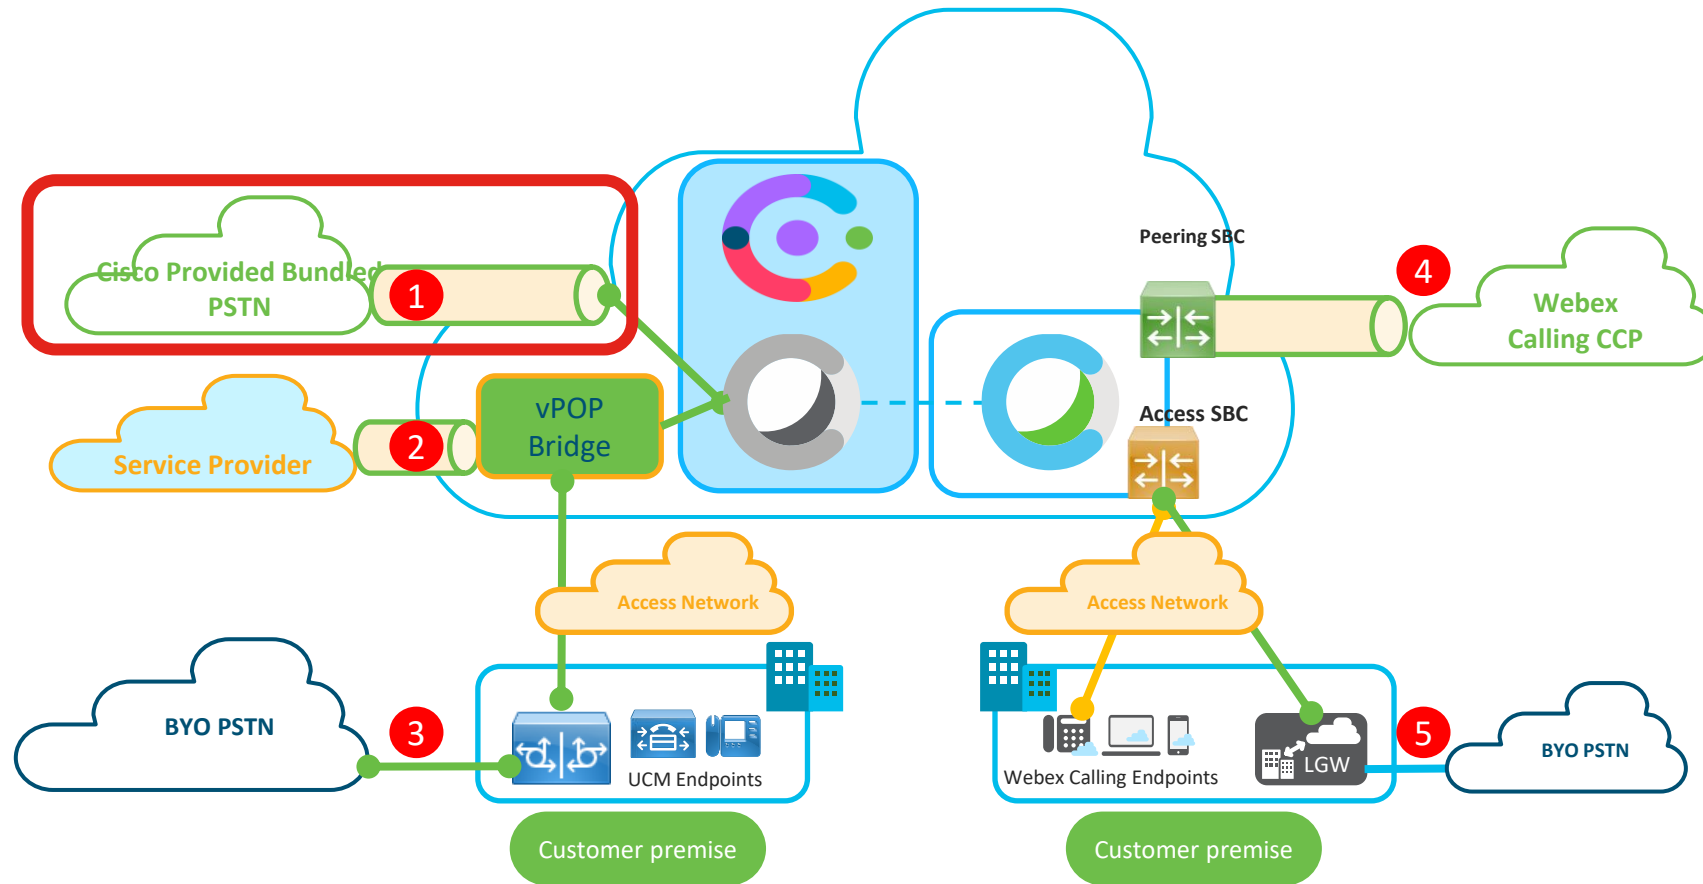 Peering SBC
Cisco Provided Bundled
PSTN
1
4
Webex
Calling CCP
vPOP
Bridge
Access SBC
2
Service Provider
Access Network
Access Network
BYO PSTN
3
UCM Endpoints
Webex Calling Endpoints
LGW
5
BYO PSTN
Customer premise
Customer premise